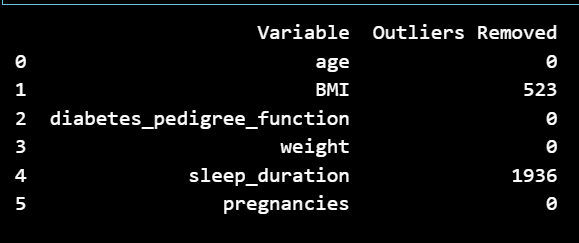 Variable Outliers Removed
0 age 0
1 BMI 523
2 diabetes_pedigree_function 0
3 weight 0
4 sleep_duration 1936
5 pregnancies 0